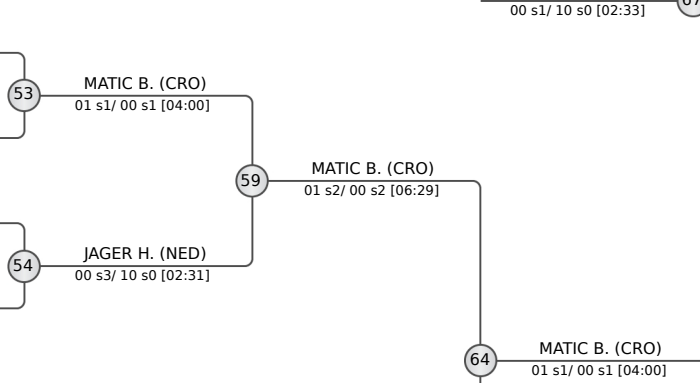 00 s1/ 10 s0 [02:33]
67
53
MATIC B. (CRO)
01 s1/ 00 s1 [04:00]
59
MATIC B. (CRO)
01 s2/ 00 s2 [06:29]
54
JAGER H. (NED)
00 s3/ 10 s0 [02:31]
64
MATIC B. (CRO)
01 s1/ 00 s1 [04:00]